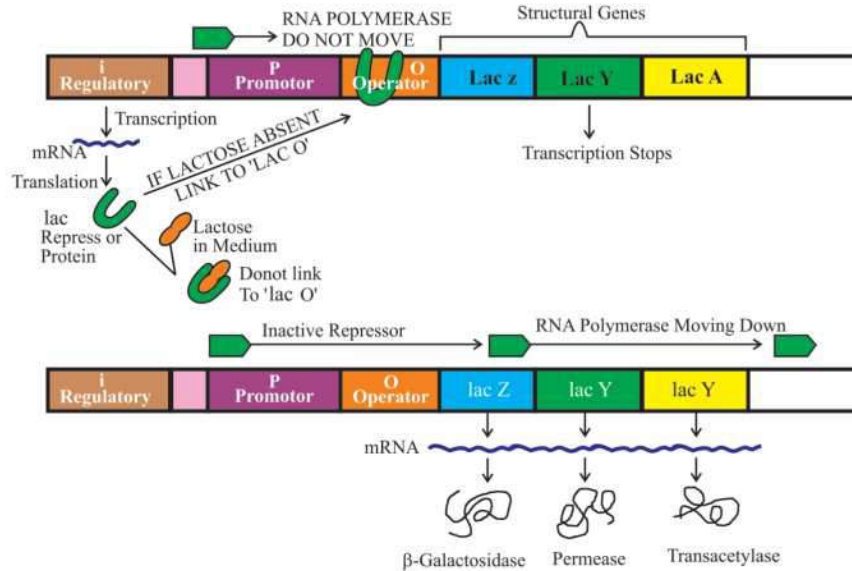 RNA POLYMERASE
DO NOT MOVE
Structural Genes
i
Regulatory
P
Promotor
O
Operator
Lac z
Lac Y
Lac A
Transcription
mRNA
Translation
IF LACTOSE ABSENT
LINK TO 'LAC O'
Transcription Stops
lac
Repress or
Protein
Lactose
in Medium
Donot link
To 'lac O'
Inactive Repressor
RNA Polymerase Moving Down
i
Regulatory
P
Promotor
O
Operator
lac Z
lac Y
lac Y
mRNA
β-Galactosidase
Permease
Transacetylase